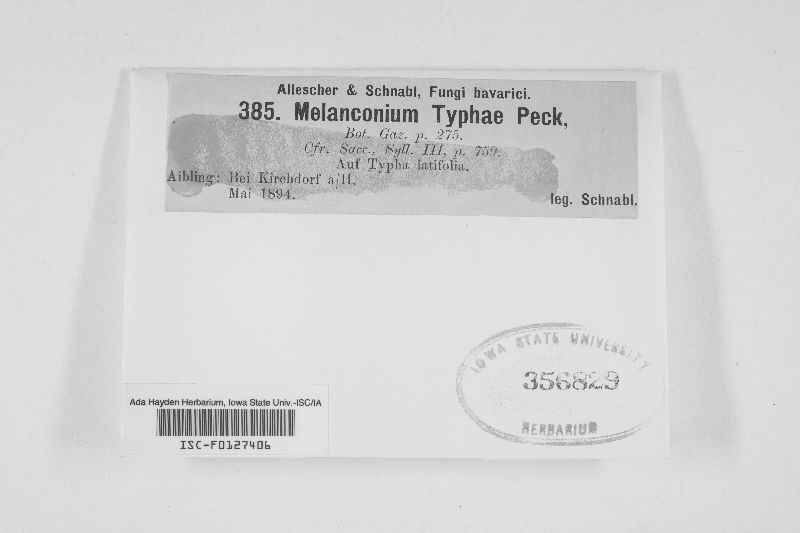 Allescher & Schnabl, Fungi bavarici.
385. Melanconium Typhae Peck,
Bot. Gaz. p. 275.
Cfr. Sacc., Syll. III, p. 759.
Auf Typha latifolia.
Aibling: Bei Kirchdorf a/H.
Mai 1894.
leg. Schnabl.
IOWA STATE UNIVERSITY
356829
HERBARIUM
Ada Hayden Herbarium, Iowa State Univ.-ISC/IA
ISC-F0127406